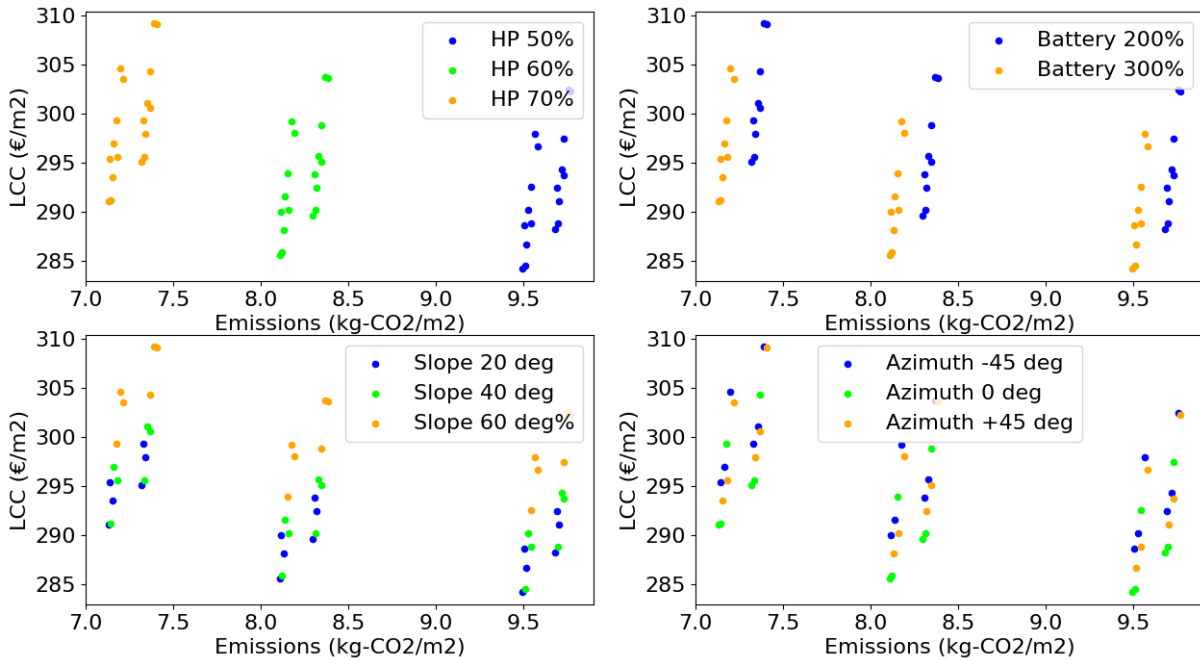 310
305
300
295
290
285
LCC (€/m2)
7.0 7.5 8.0 8.5 9.0 9.5
Emissions (kg-CO2/m2)
HP 50%
HP 60%
HP 70%
310
305
300
295
290
285
LCC (€/m2)
7.0 7.5 8.0 8.5 9.0 9.5
Emissions (kg-CO2/m2)
Battery 200%
Battery 300%
310
305
300
295
290
285
LCC (€/m2)
7.0 7.5 8.0 8.5 9.0 9.5
Emissions (kg-CO2/m2)
Slope 20 deg
Slope 40 deg
Slope 60 deg%
310
305
300
295
290
285
LCC (€/m2)
7.0 7.5 8.0 8.5 9.0 9.5
Emissions (kg-CO2/m2)
Azimuth -45 deg
Azimuth 0 deg
Azimuth +45 deg